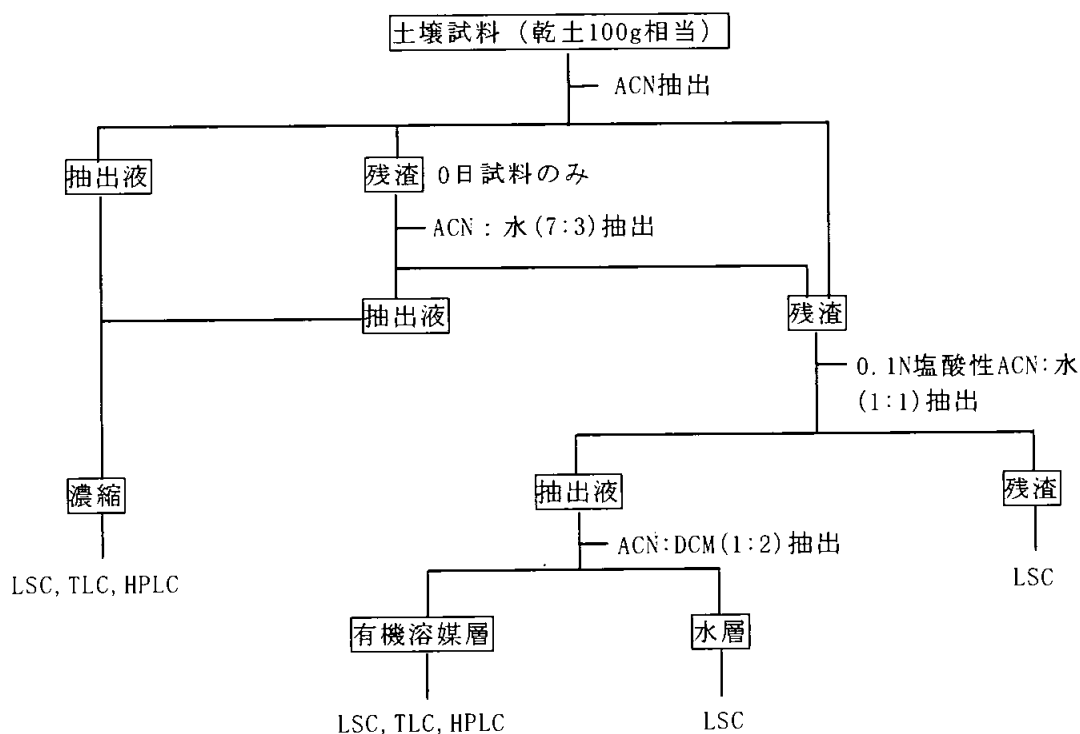 土壌試料（乾土100g相当）
ACN抽出
抽出液
残渣 0日試料のみ
ACN：水(7:3)抽出
抽出液
残渣
0.1N塩酸性ACN:水
(1:1)抽出
濃縮
抽出液
残渣
ACN:DCM(1:2)抽出
LSC, TLC, HPLC
LSC
有機溶媒層
水層
LSC, TLC, HPLC
LSC